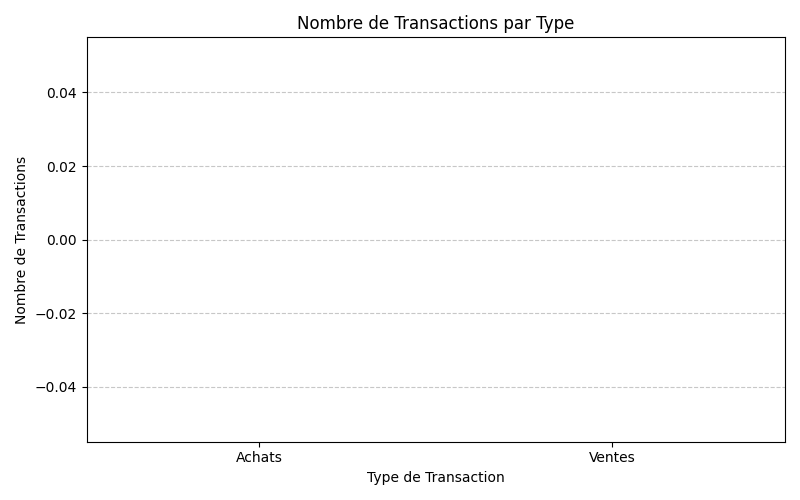 Nombre de Transactions par Type
Nombre de Transactions
0.04
0.02
0.00
−0.02
−0.04
Achats
Ventes
Type de Transaction